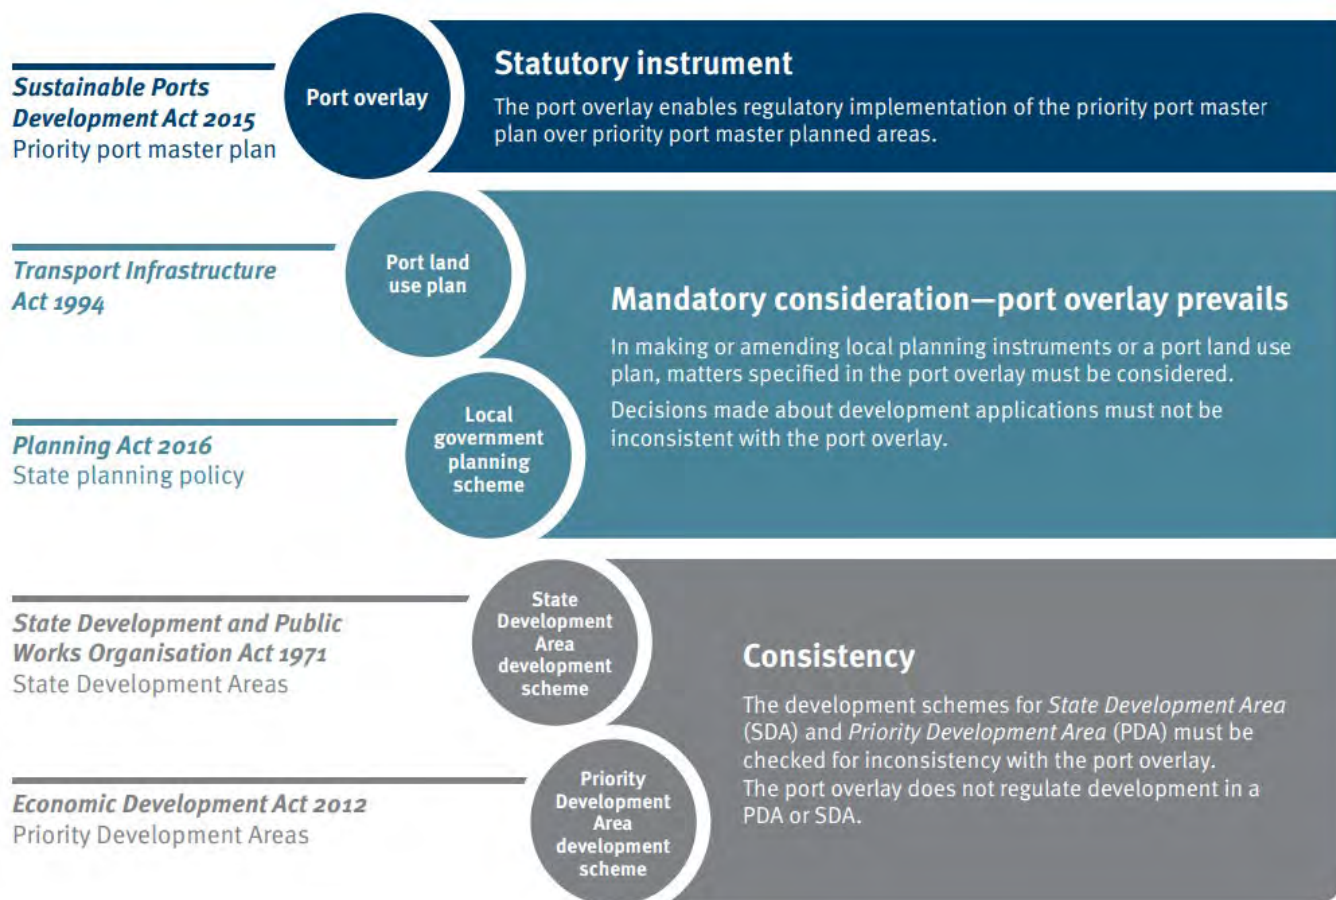 Sustainable Ports
Development Act 2015
Priority port master plan
Port overlay
Statutory instrument
The port overlay enables regulatory implementation of the priority port master
plan over priority port master planned areas.
Transport Infrastructure
Act 1994
Port land
use plan
Mandatory consideration—port overlay prevails
In making or amending local planning instruments or a port land use
plan, matters specified in the port overlay must be considered.
Decisions made about development applications must not be
inconsistent with the port overlay.
Planning Act 2016
State planning policy
Local
government
planning
scheme
State Development and Public
Works Organisation Act 1971
State Development Areas
State
Development
Area
development
scheme
Consistency
The development schemes for State Development Area
(SDA) and Priority Development Area (PDA) must be
checked for inconsistency with the port overlay.
The port overlay does not regulate development in a
PDA or SDA.
Economic Development Act 2012
Priority Development Areas
Priority
Development
Area
development
scheme